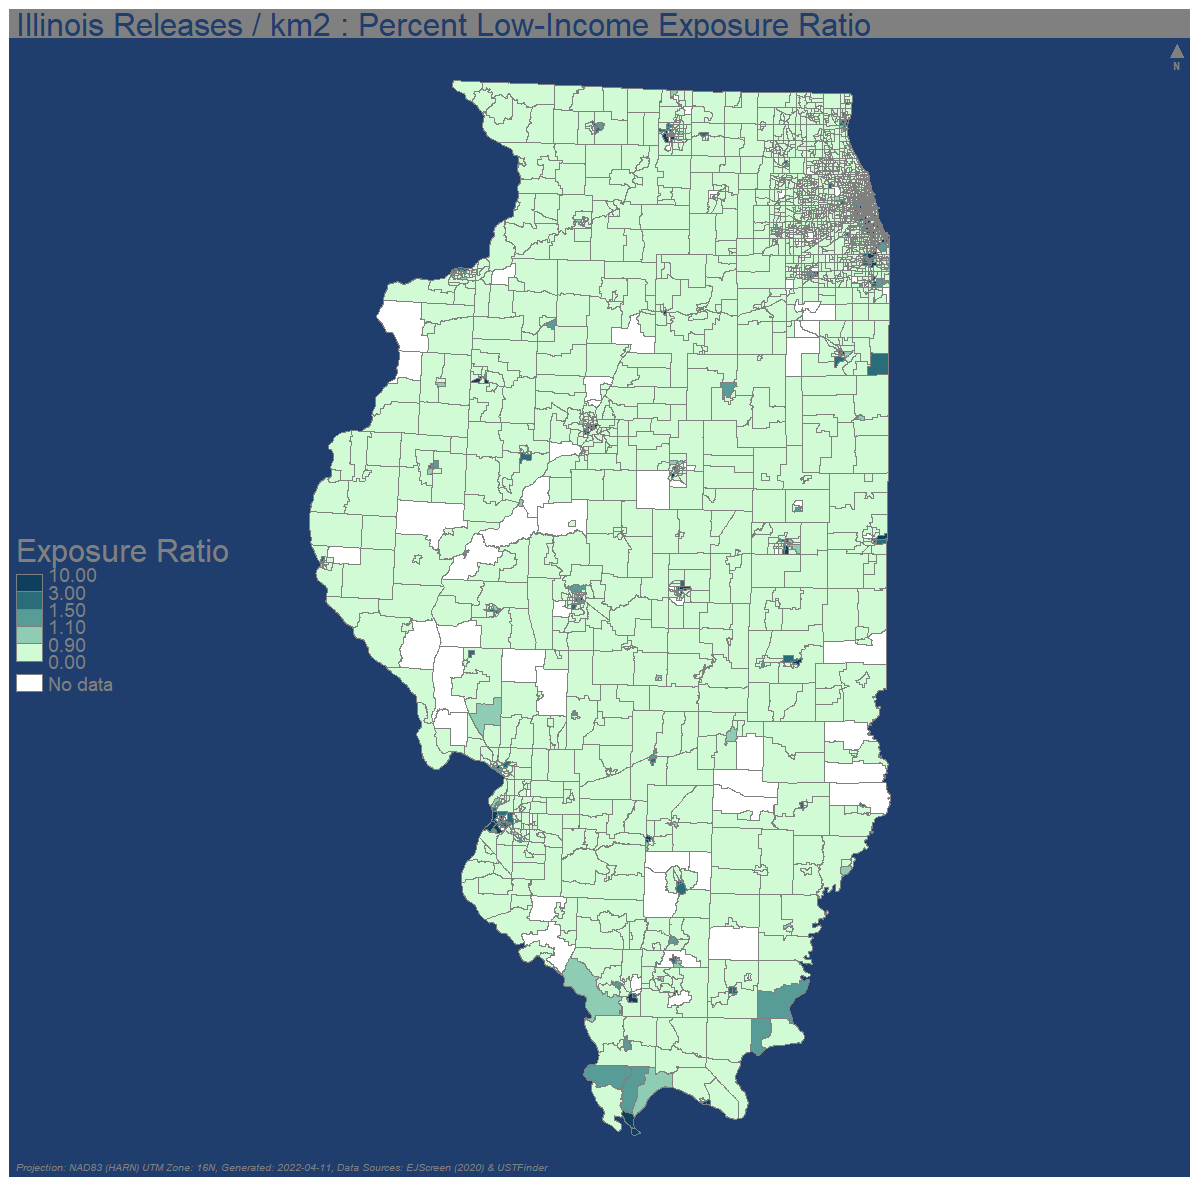 Illinois Releases / km2 : Percent Low-Income Exposure Ratio
N
Exposure Ratio
10.00
3.00
1.50
1.10
0.90
0.00
No data
Projection: NAD83 (HARN) UTM Zone: 16N, Generated: 2022-04-11, Data Sources: EJScreen (2020) & USTFinder